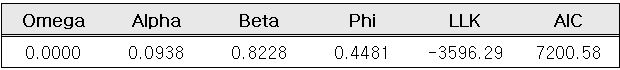 Omega Alpha Beta Phi LLK AIC
0.0000 0.0938 0.8228 0.4481 -3596.29 7200.58